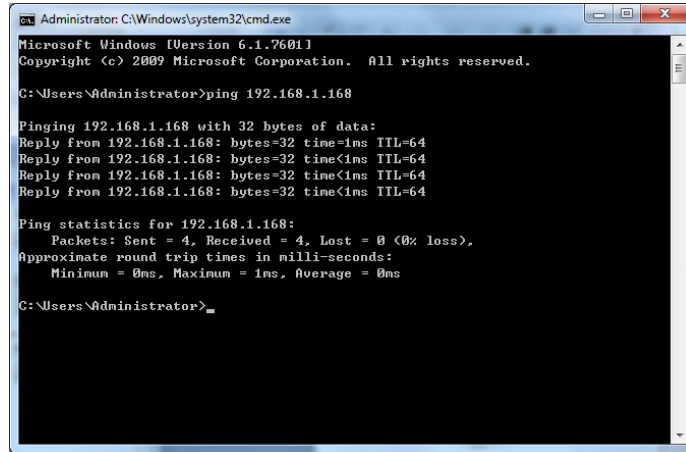 Administrator: C:\Windows\system32\cmd.exe
Microsoft Windows [Version 6.1.7601]
Copyright (c) 2009 Microsoft Corporation.  All rights reserved.
C:\Users\Administrator>ping 192.168.1.168
Pinging 192.168.1.168 with 32 bytes of data:
Reply from 192.168.1.168: bytes=32 time=1ms TTL=64
Reply from 192.168.1.168: bytes=32 time<1ms TTL=64
Reply from 192.168.1.168: bytes=32 time<1ms TTL=64
Reply from 192.168.1.168: bytes=32 time<1ms TTL=64
Ping statistics for 192.168.1.168:
    Packets: Sent = 4, Received = 4, Lost = 0 (0% loss),
Approximate round trip times in milli-seconds:
    Minimum = 0ms, Maximum = 1ms, Average = 0ms
C:\Users\Administrator>_